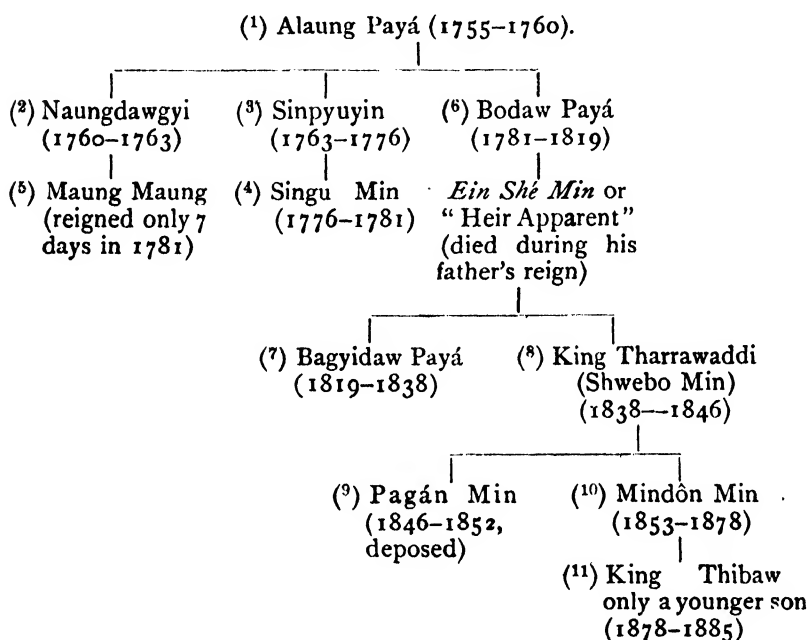 (¹) Alaung Payá (1755–1760).
(²) Naungdawgyi (³) Sinpyuyin (⁶) Bodaw Payá
(1760–1763) (1763–1776) (1781–1819)
(⁵) Maung Maung (⁴) Singu Min Ein Shé Min or
(reigned only 7 (1776–1781) “Heir Apparent”
days in 1781) (died during his
father's reign)
(⁷) Bagyidaw Payá (⁸) King Tharrawaddi
(1819–1838) (Shwebo Min)
(1838—1846)
(⁹) Pagán Min (¹⁰) Mindôn Min
(1846–1852, (1853–1878)
deposed)
(¹¹) King Thibaw
only a younger son
(1878–1885)